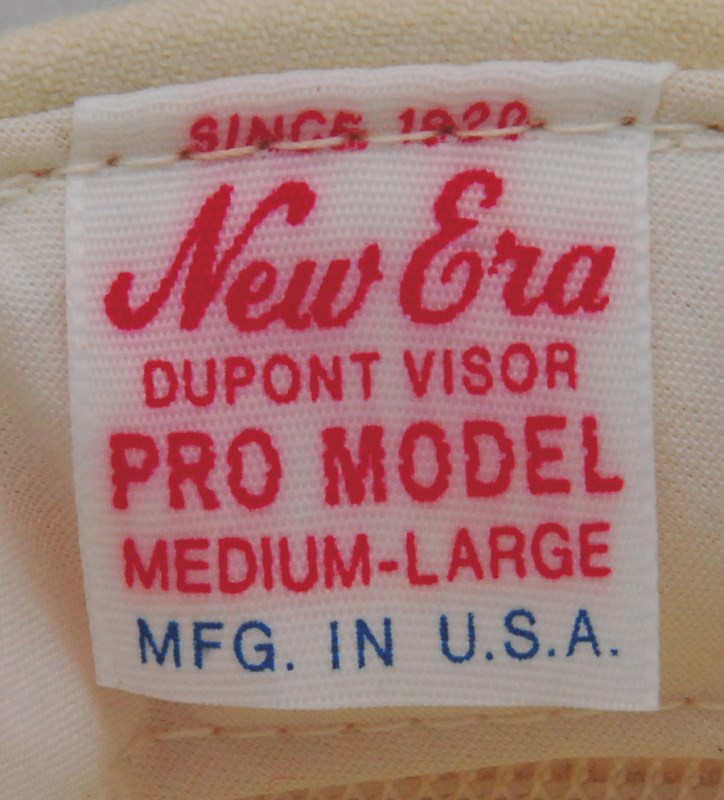 SINCE 1920
New Era
DUPONT VISOR
PRO MODEL
MEDIUM-LARGE
MFG. IN U.S.A.